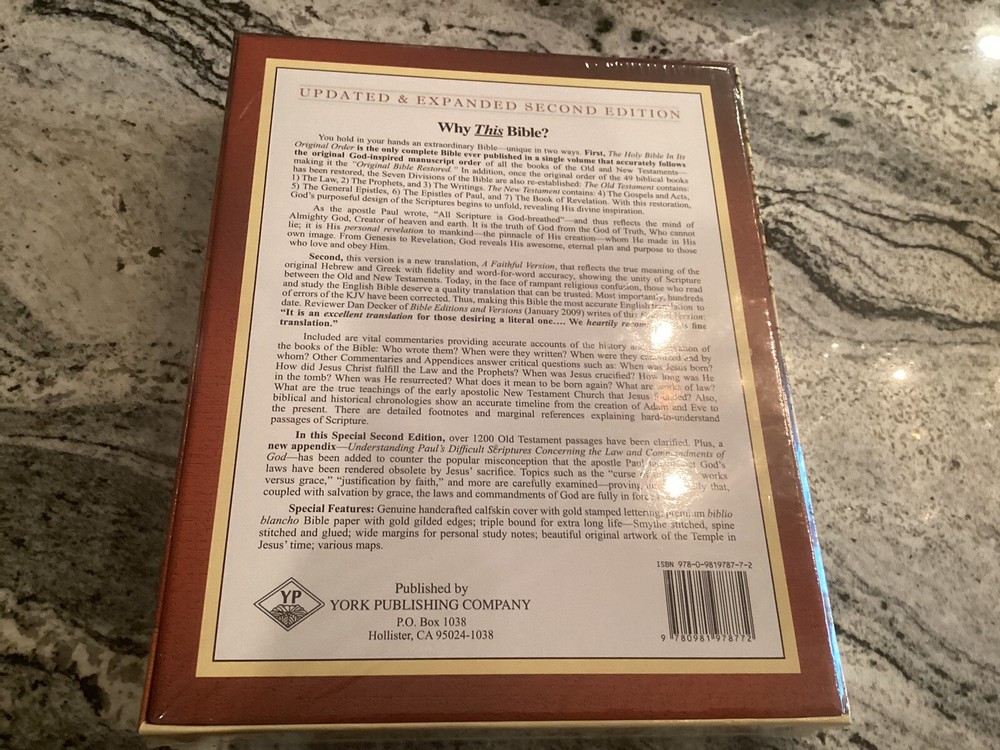 UPDATED & EXPANDED SECOND EDITION
Why This Bible?
You hold in your hands an extraordinary Bible—unique in two ways. First, The Holy Bible In Its
Original Order is the only complete Bible ever published in a single volume that accurately follows
the original God-inspired manuscript order of all the books of the Old and New Testaments—
making it the "Original Bible Restored." In addition, once the original order of the 49 biblical books
has been restored, the Seven Divisions of the Bible are also re-established: The Old Testament contains:
1) The Law, 2) The Prophets, and 3) The Writings. The New Testament contains: 4) The Gospels and Acts,
5) The General Epistles, 6) The Epistles of Paul, and 7) The Book of Revelation. With this restoration,
God's purposeful design of the Scriptures begins to unfold, revealing His divine inspiration.
As the apostle Paul wrote, "All Scripture is God-breathed"—and thus reflects the mind of
Almighty God, Creator of heaven and earth. It is the truth of God from the God of Truth, Who cannot
lie; it is His personal revelation to mankind—the pinnacle of His creation—whom He made in His
own image. From Genesis to Revelation, God reveals His awesome, eternal plan and purpose to those
who love and obey Him.
Second, this version is a new translation, A Faithful Version, that reflects the true meaning of the
original Hebrew and Greek with fidelity and word-for-word accuracy, showing the unity of Scripture
between the Old and New Testaments. Today, in the face of rampant religious confusion, those who read
and study the English Bible deserve a quality translation that can be trusted. Most importantly, hundreds
of errors of the KJV have been corrected. Thus, making this Bible the most accurate English translation to
date. Reviewer Dan Decker of Bible Editions and Versions (January 2009) writes of the Version:
"It is an excellent translation for those desiring a literal one.... We heartily fine
translation."
Included are vital commentaries providing accurate accounts of the history and of
the books of the Bible: Who wrote them? When were they written? When were they and by
whom? Other Commentaries and Appendices answer critical questions such as: When was Jesus born?
How did Jesus Christ fulfill the Law and the Prophets? When was Jesus crucified? How long was He
in the tomb? When was He resurrected? What does it mean to be born again? What are works of law?
What are the true teachings of the early apostolic New Testament Church that Jesus Also,
biblical and historical chronologies show an accurate timeline from the creation of Adam and Eve to
the present. There are detailed footnotes and marginal references explaining hard-to-understand
passages of Scripture.
In this Special Second Edition, over 1200 Old Testament passages have been clarified. Plus, a
new appendix—Understanding Paul's Difficult Scriptures Concerning the Law and Commandments of
God—has been added to counter the popular misconception that the apostle Paul God's
laws have been rendered obsolete by Jesus' sacrifice. Topics such as the "curse works
versus grace," "justification by faith," and more are carefully examined—proving, that,
coupled with salvation by grace, the laws and commandments of God are fully in force
Special Features: Genuine handcrafted calfskin cover with gold stamped lettering; premium biblio
blancho Bible paper with gold gilded edges; triple bound for extra long life—Smythe stitched, spine
stitched and glued; wide margins for personal study notes; beautiful original artwork of the Temple in
Jesus' time; various maps.
YP
Published by
YORK PUBLISHING COMPANY
P.O. Box 1038
Hollister, CA 95024-1038
ISBN 978-0-9819787-7-2
9 780981 978772